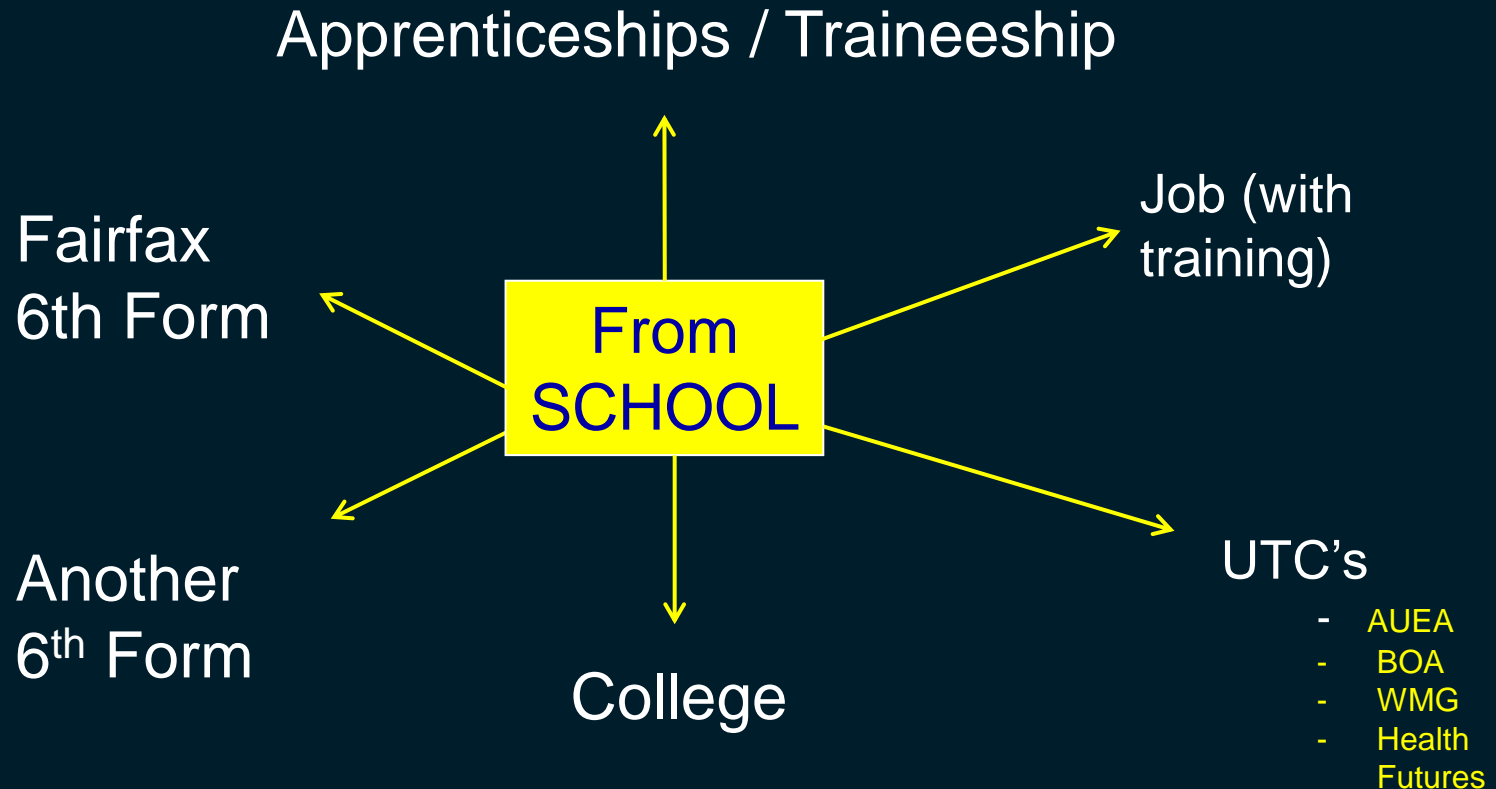 Apprenticeships / Traineeship
Job (with
training)
Fairfax
6th Form
From
SCHOOL
UTC’s
- AUEA
- BOA
- WMG
- Health
Futures
Another
6th Form
College